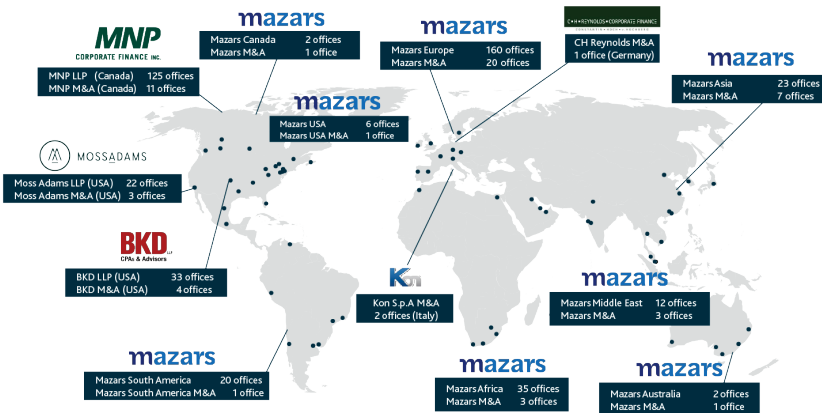 mazars
Mazars Canada 2 offices
Mazars M&A 1 office
MNP
CORPORATE FINANCE INC.
MNP LLP (Canada) 125 offices
MNP M&A (Canada) 11 offices
mazars
Mazars Europe 160 offices
Mazars M&A 20 offices
C•H•REYNOLDS•CORPORATE FINANCE
CH Reynolds M&A
1 office (Germany)
mazars
Mazars Asia 23 offices
Mazars M&A 7 offices
mazars
Mazars USA 6 offices
Mazars USA M&A 1 office
MOSSADAMS
Moss Adams LLP (USA) 22 offices
Moss Adams M&A (USA) 3 offices
BKD LLP
CPAs & Advisors
BKD LLP (USA) 33 offices
BKD M&A (USA) 4 offices
Kon
Kon S.p.A M&A
2 offices (Italy)
mazars
Mazars Middle East 12 offices
Mazars M&A 3 offices
mazars
Mazars South America 20 offices
Mazars South America M&A 1 office
mazars
Mazars Africa 35 offices
Mazars M&A 3 offices
mazars
Mazars Australia 2 offices
Mazars M&A 1 office